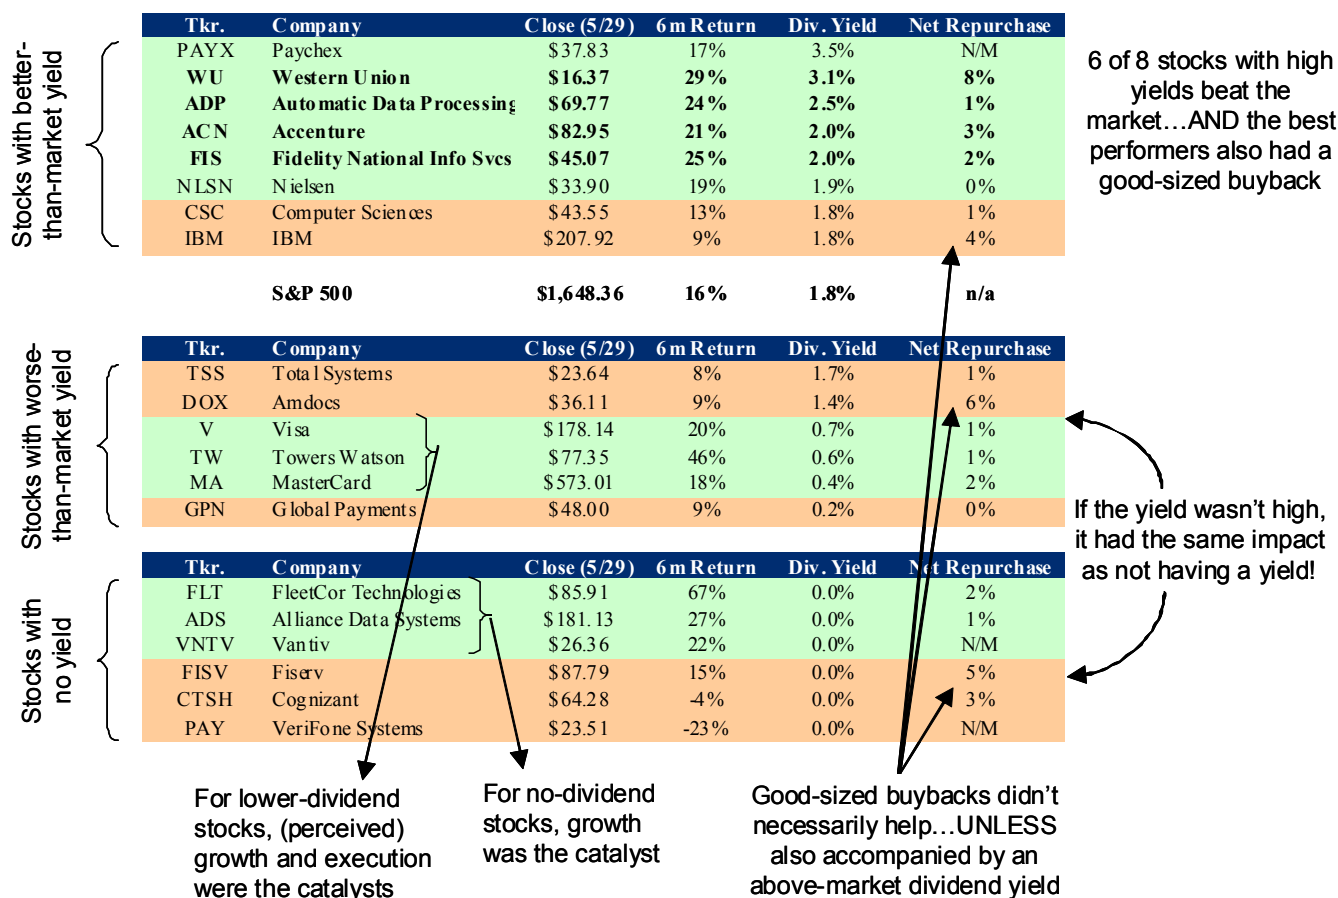 Stocks with better-
than-market yield
Tkr. Company Close (5/29) 6m Return Div. Yield Net Repurchase
PAYX Paychex $37.83 17% 3.5% N/M
WU Western Union $16.37 29% 3.1% 8%
ADP Automatic Data Processing $69.77 24% 2.5% 1%
ACN Accenture $82.95 21% 2.0% 3%
FIS Fidelity National Info Svcs $45.07 25% 2.0% 2%
NLSN Nielsen $33.90 19% 1.9% 0%
CSC Computer Sciences $43.55 13% 1.8% 1%
IBM IBM $207.92 9% 1.8% 4%
6 of 8 stocks with high
yields beat the
market…AND the best
performers also had a
good-sized buyback
S&P 500 $1,648.36 16% 1.8% n/a
Stocks with worse-
than-market yield
Tkr. Company Close (5/29) 6m Return Div. Yield Net Repurchase
TSS Total Systems $23.64 8% 1.7% 1%
DOX Amdocs $36.11 9% 1.4% 6%
V Visa $178.14 20% 0.7% 1%
TW Towers Watson $77.35 46% 0.6% 1%
MA MasterCard $573.01 18% 0.4% 2%
GPN Global Payments $48.00 9% 0.2% 0%
If the yield wasn't high,
it had the same impact
as not having a yield!
Stocks with
no yield
Tkr. Company Close (5/29) 6m Return Div. Yield Net Repurchase
FLT FleetCor Technologies $85.91 67% 0.0% 2%
ADS Alliance Data Systems $181.13 27% 0.0% 1%
VNTV Vantiv $26.36 22% 0.0% N/M
FISV Fiserv $87.79 15% 0.0% 5%
CTSH Cognizant $64.28 -4% 0.0% 3%
PAY VeriFone Systems $23.51 -23% 0.0% N/M
For lower-dividend
stocks, (perceived)
growth and execution
were the catalysts
For no-dividend
stocks, growth
was the catalyst
Good-sized buybacks didn't
necessarily help…UNLESS
also accompanied by an
above-market dividend yield